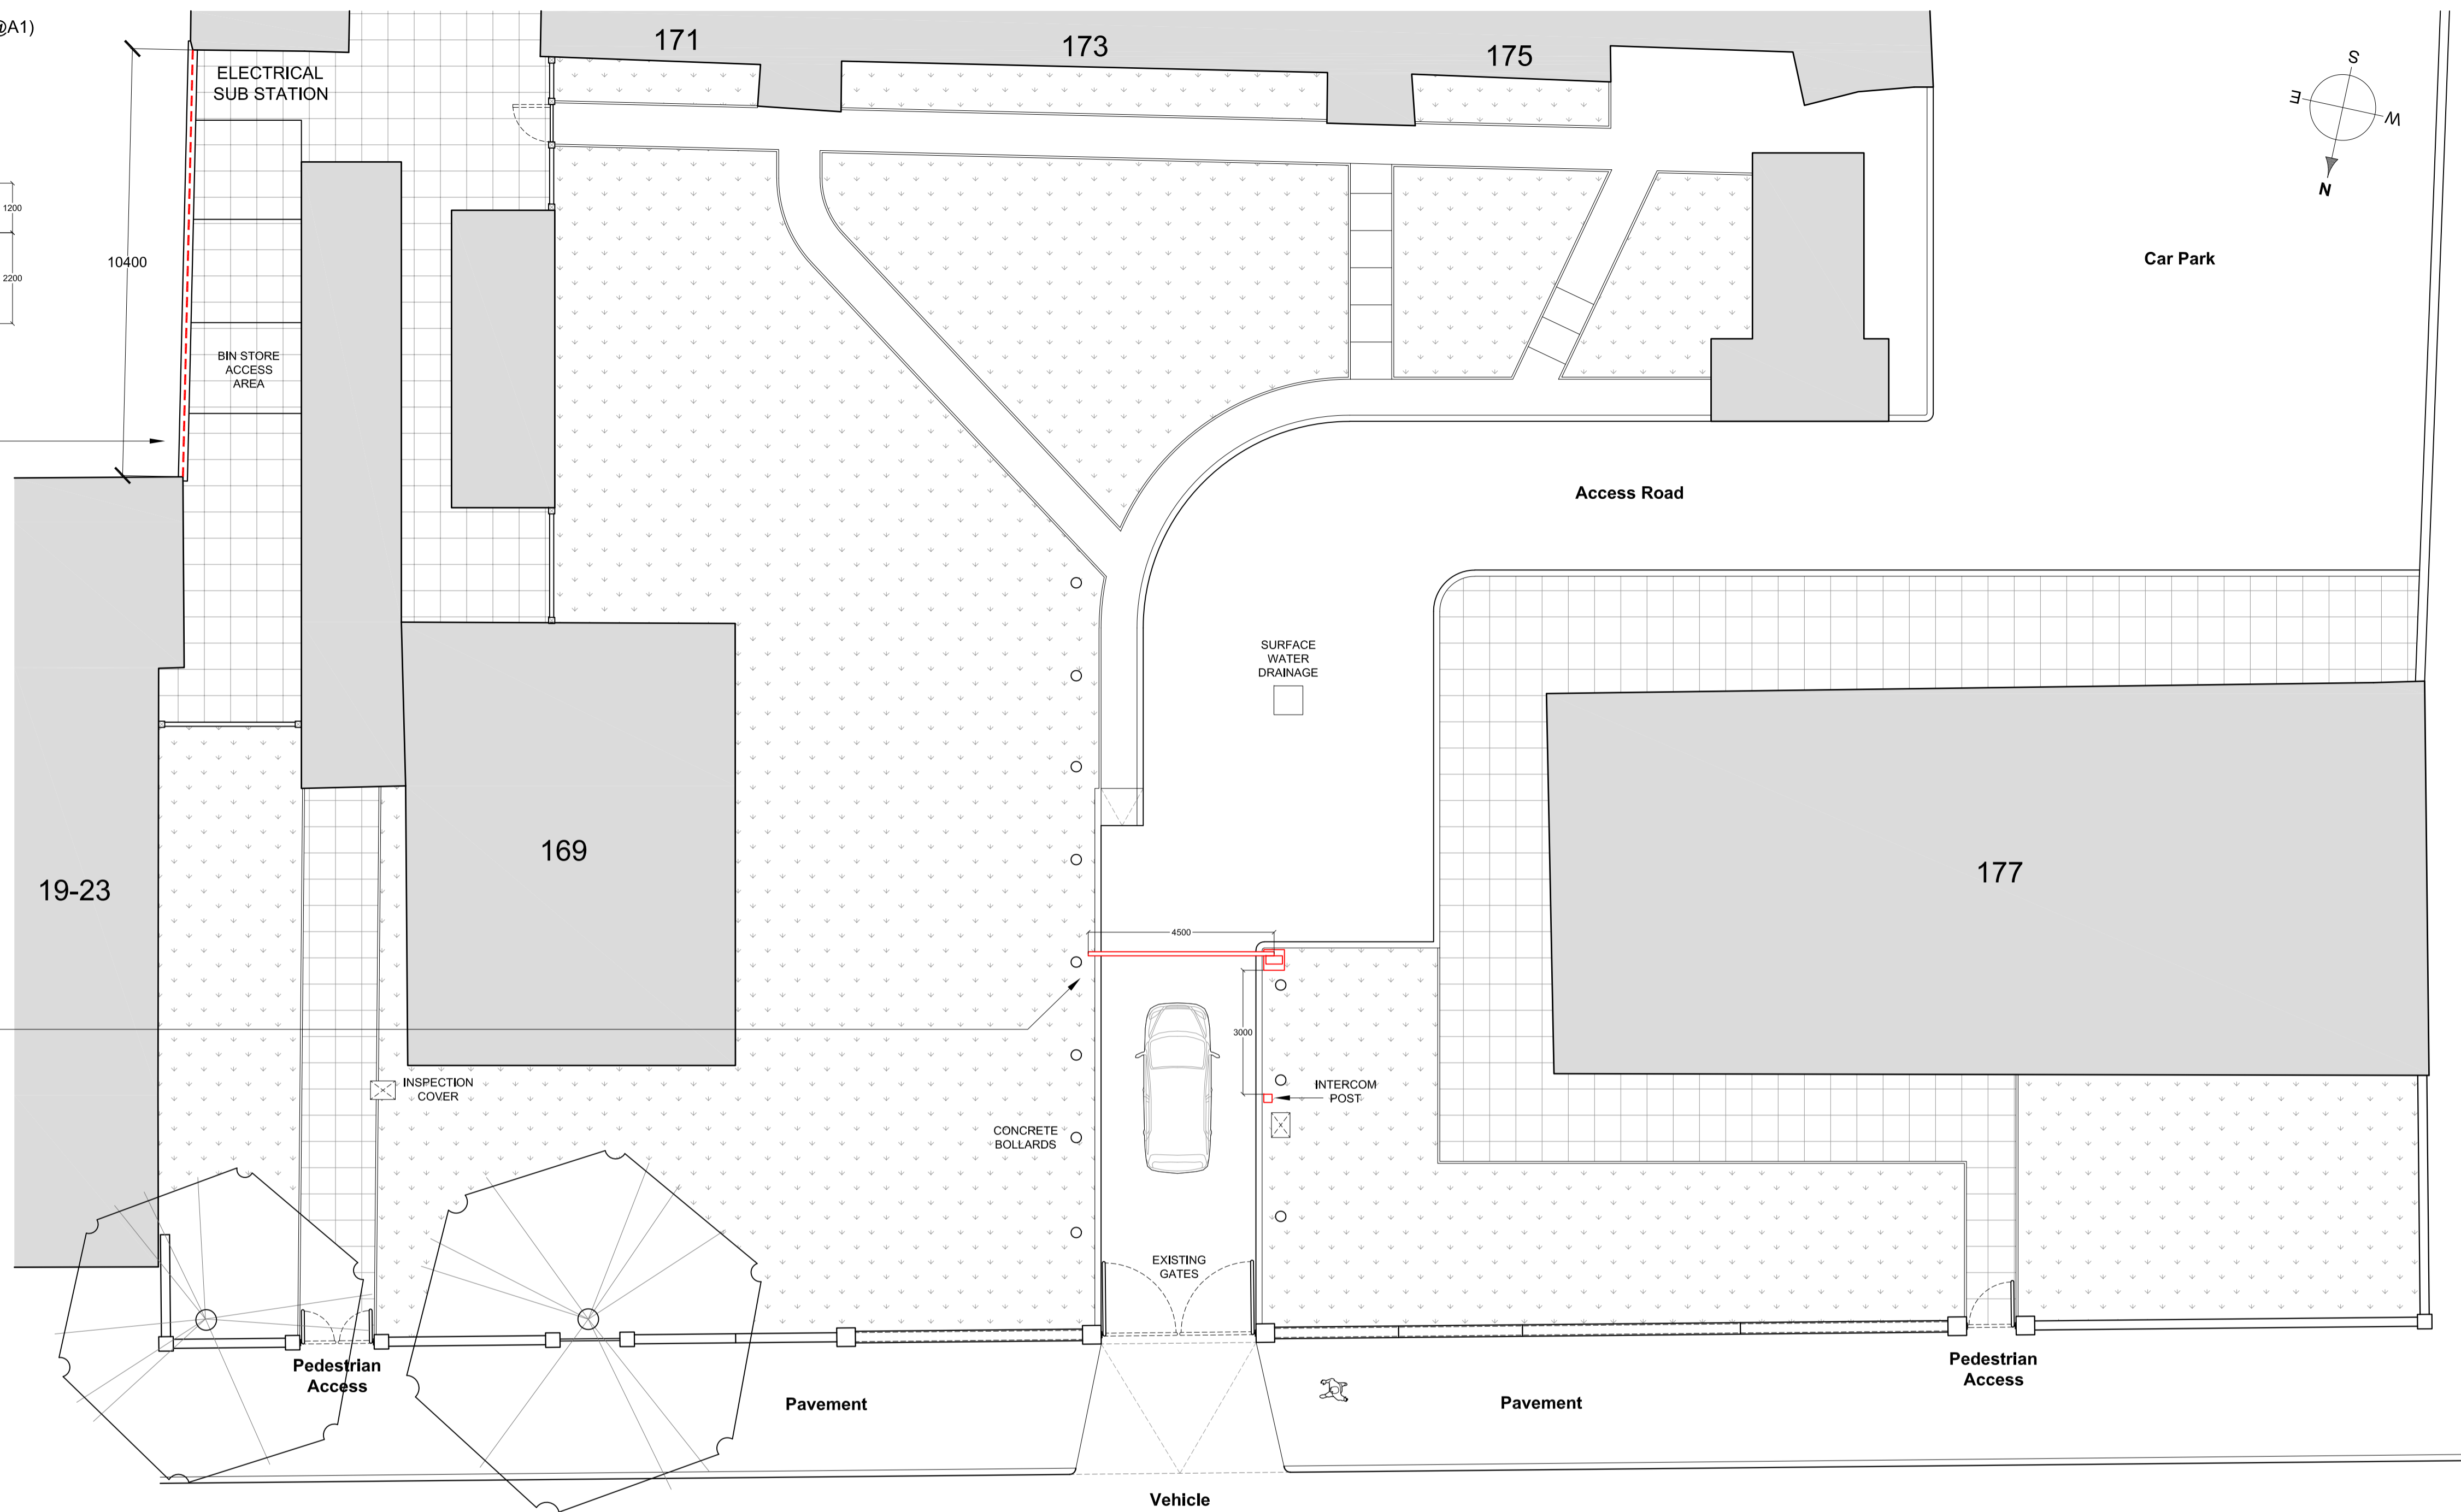 @A1)
171
173
175
ELECTRICAL
SUB STATION
S
E
W
N
1200
2200
10400
Car Park
BIN STORE
ACCESS
AREA
Access Road
SURFACE
WATER
DRAINAGE
169
177
19-23
4500
3000
INSPECTION
COVER
INTERCOM
POST
CONCRETE
BOLLARDS
EXISTING
GATES
Pedestrian
Access
Pavement
Pavement
Pedestrian
Access
Vehicle